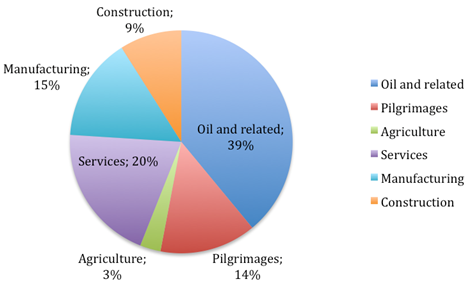 Construction;
9%
Manufacturing;
15%
Oil and related;
39%
Services; 20%
Agriculture;
3%
Pilgrimages;
14%
Oil and related
Pilgrimages
Agriculture
Services
Manufacturing
Construction